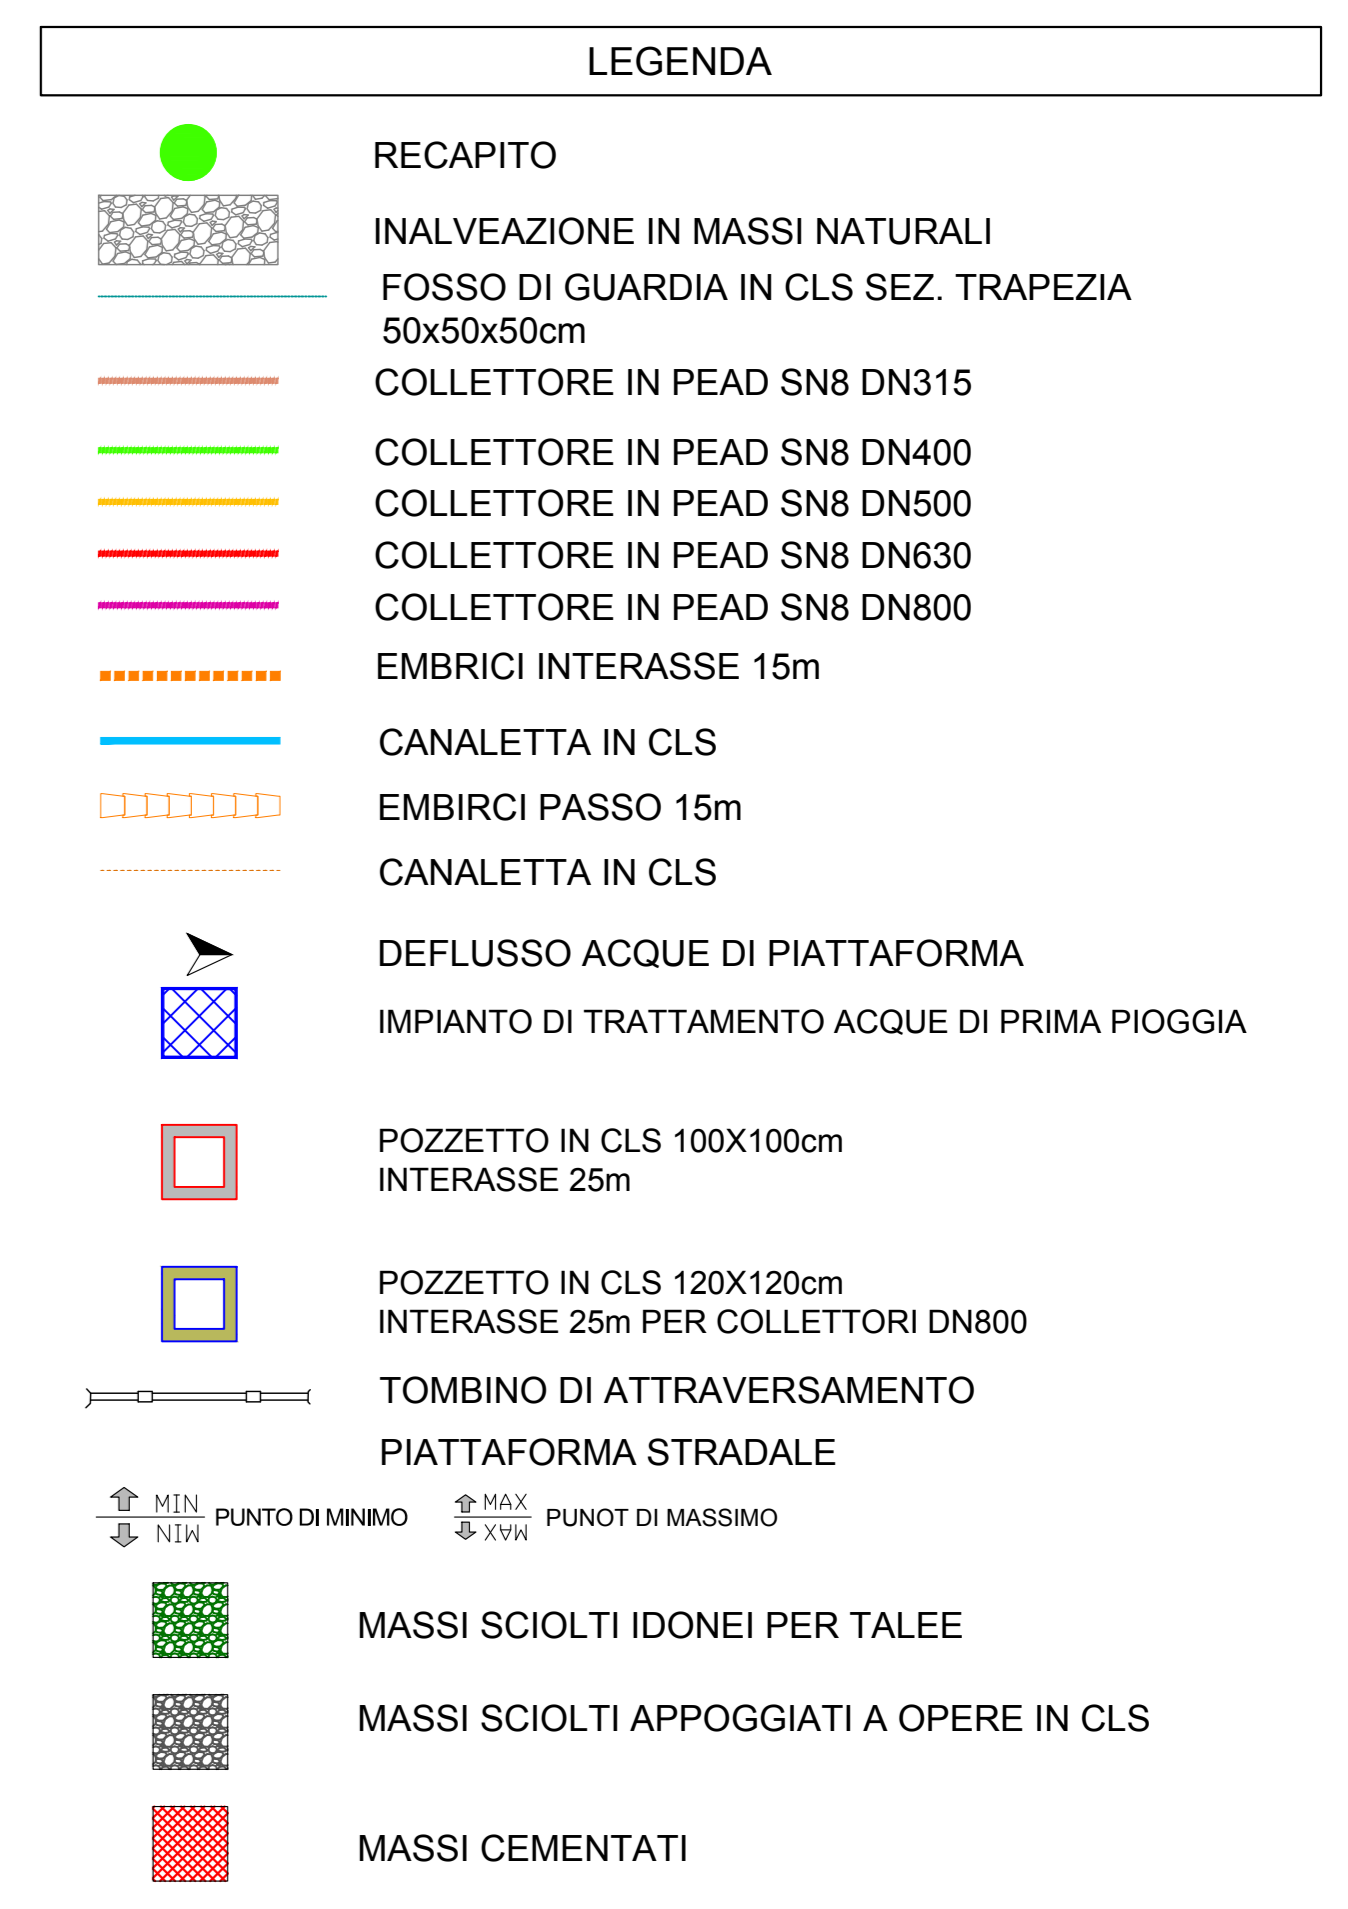 LEGENDA
RECAPITO
INALVEAZIONE IN MASSI NATURALI
FOSSO DI GUARDIA IN CLS SEZ. TRAPEZIA
50x50x50cm
COLLETTORE IN PEAD SN8 DN315
COLLETTORE IN PEAD SN8 DN400
COLLETTORE IN PEAD SN8 DN500
COLLETTORE IN PEAD SN8 DN630
COLLETTORE IN PEAD SN8 DN800
EMBRICI INTERASSE 15m
CANALETTA IN CLS
EMBIRCI PASSO 15m
CANALETTA IN CLS
DEFLUSSO ACQUE DI PIATTAFORMA
IMPIANTO DI TRATTAMENTO ACQUE DI PRIMA PIOGGIA
POZZETTO IN CLS 100X100cm
INTERASSE 25m
POZZETTO IN CLS 120X120cm
INTERASSE 25m PER COLLETTORI DN800
TOMBINO DI ATTRAVERSAMENTO
PIATTAFORMA STRADALE
MIN
MIN
PUNTO DI MINIMO
MAX
MAX
PUNOT DI MASSIMO
MASSI SCIOLTI IDONEI PER TALEE
MASSI SCIOLTI APPOGGIATI A OPERE IN CLS
MASSI CEMENTATI